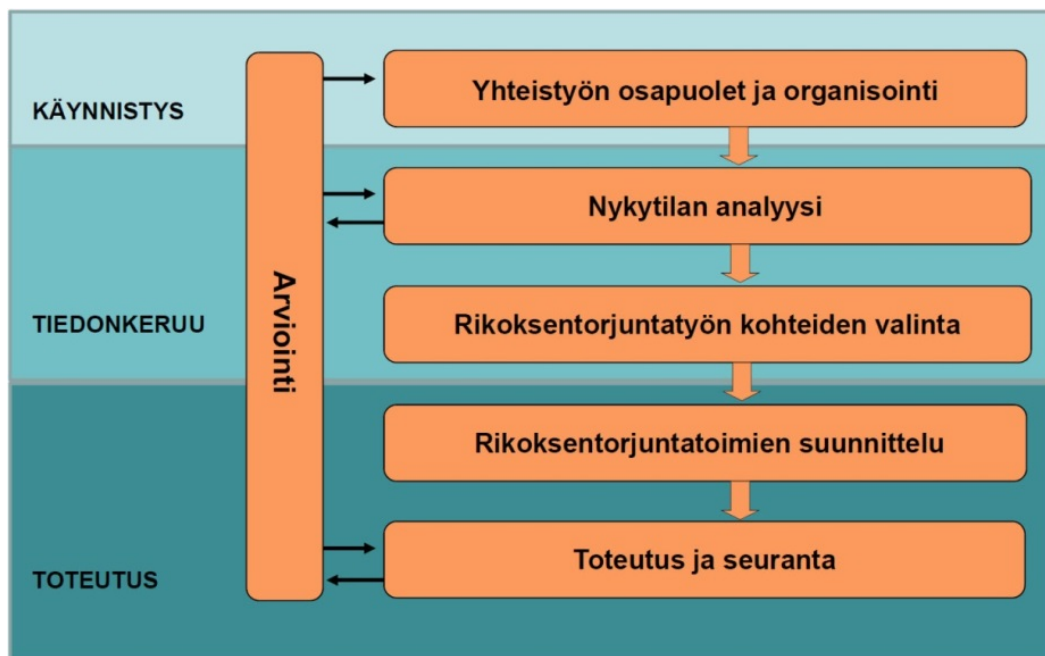 KÄYNNISTYS
Yhteistyön osapuolet ja organisointi
Arviointi
Nykytilan analyysi
TIEDONKERUU
Rikoksentorjuntatyön kohteiden valinta
Rikoksentorjuntatoimien suunnittelu
TOTEUTUS
Toteutus ja seuranta